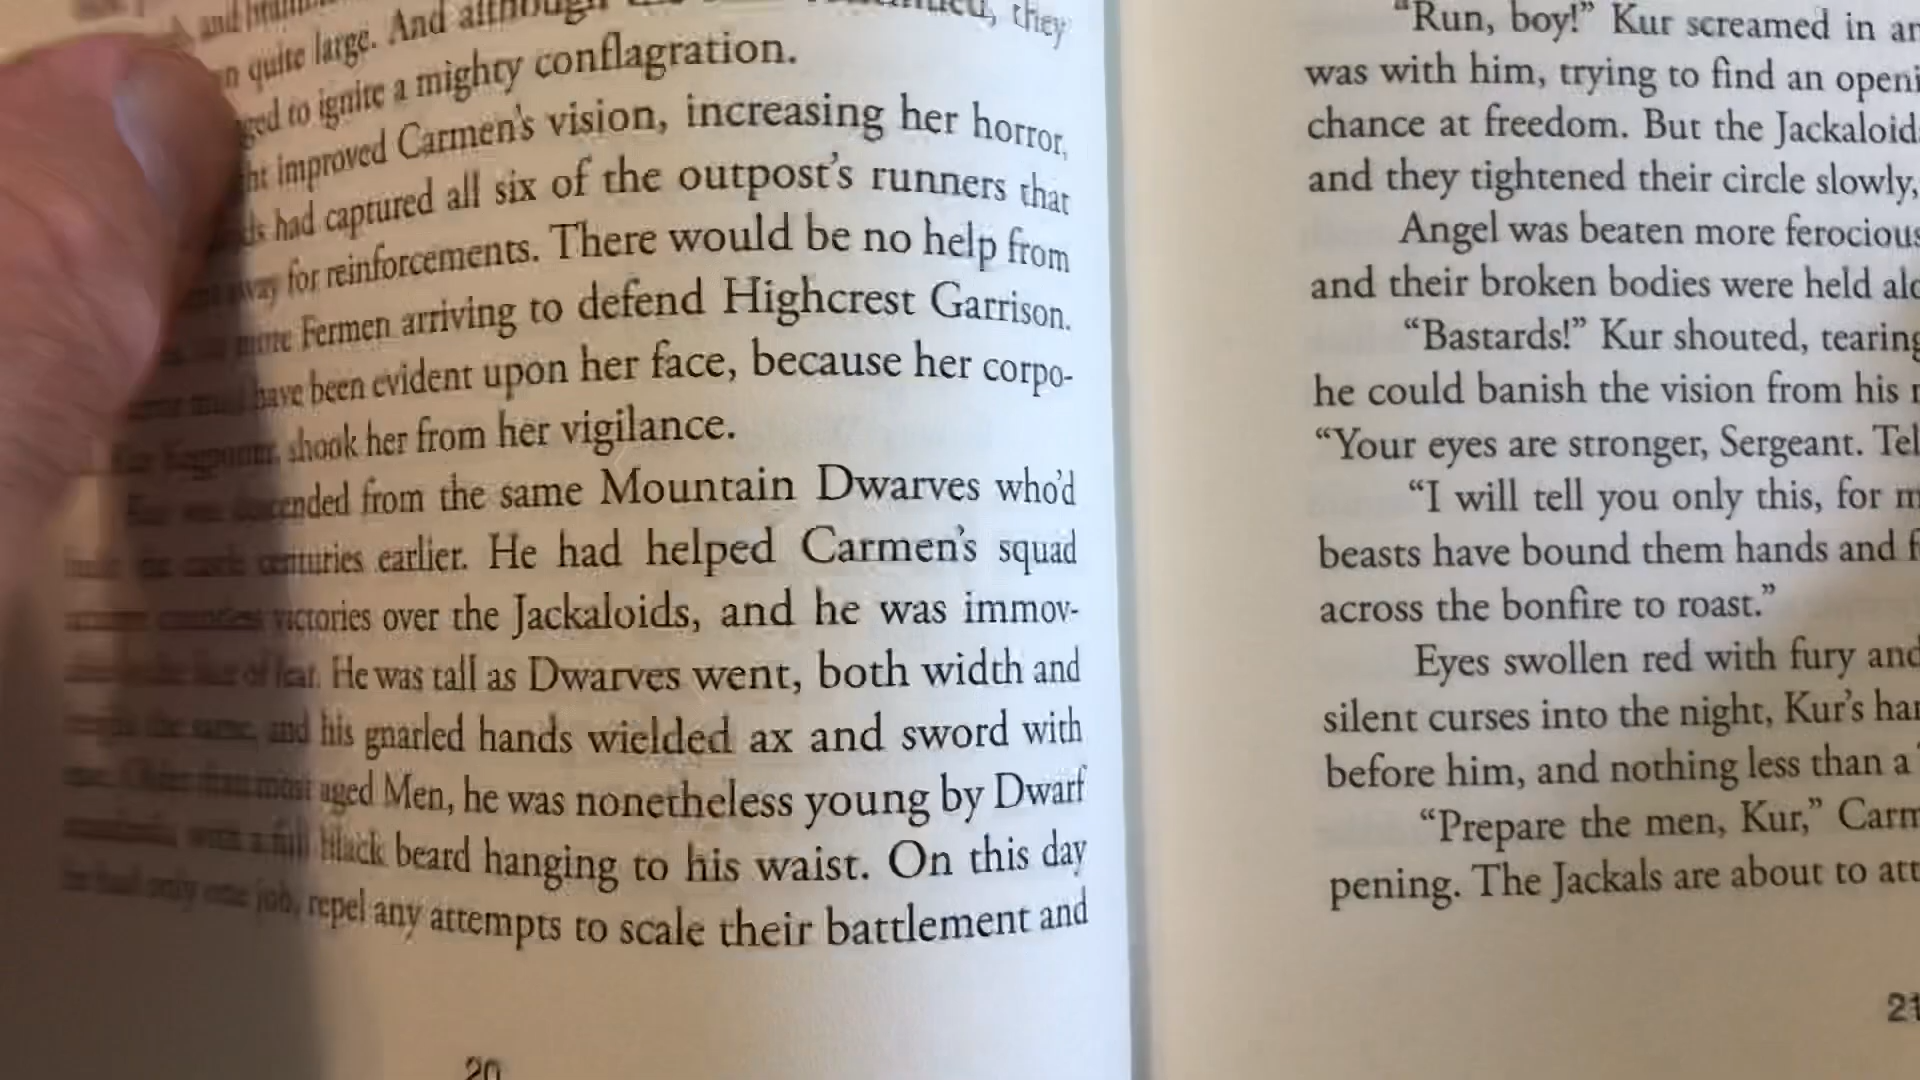 quite large. And although they
to ignite a mighty conflagration.
improved Carmen's vision, increasing her horror,
had captured all six of the outpost's runners that
for reinforcements. There would be no help from
more Fermen arriving to defend Highcrest Garrison.
have been evident upon her face, because her corpo-
shook her from her vigilance.
from the same Mountain Dwarves who'd
centuries earlier. He had helped Carmen's squad
victories over the Jackaloids, and he was immov-
of fear. He was tall as Dwarves went, both width and
the same, and his gnarled hands wielded ax and sword with
Older than most aged Men, he was nonetheless young by Dwarf
with a full black beard hanging to his waist. On this day
he had only one job, repel any attempts to scale their battlement and
20
"Run, boy!" Kur screamed in
was with him, trying to find an
chance at freedom. But the
and they tightened their circle slowly,
Angel was beaten more
and their broken bodies were held
"Bastards!" Kur shouted,
he could banish the vision from his
"Your eyes are stronger, Sergeant.
"I will tell you only this, for
beasts have bound them hands and
across the bonfire to roast."
Eyes swollen red with fury
silent curses into the night, Kur's
before him, and nothing less than a
"Prepare the men, Kur,"
pening. The Jackals are about to
21